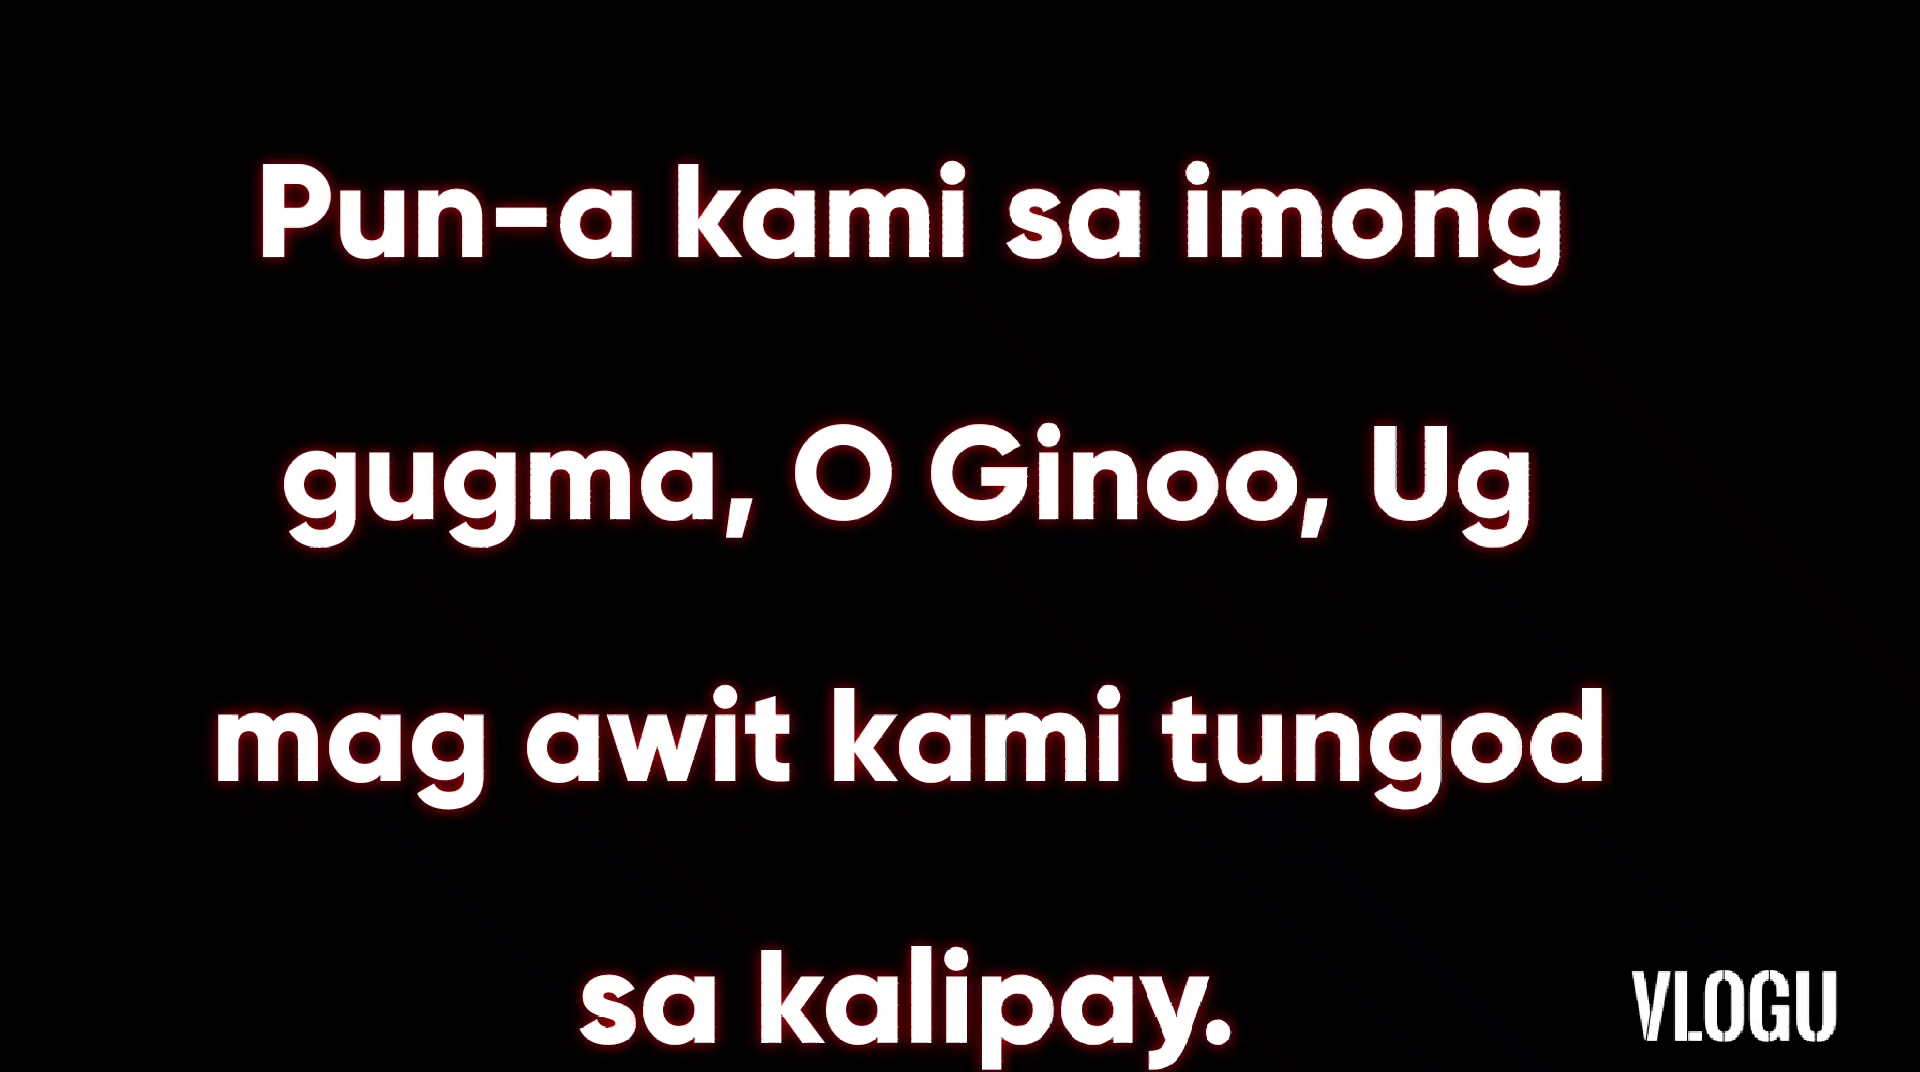 Pun-a kami sa imong
gugma, O Ginoo, Ug
mag awit kami tungod
sa kalipay.
VLOGU